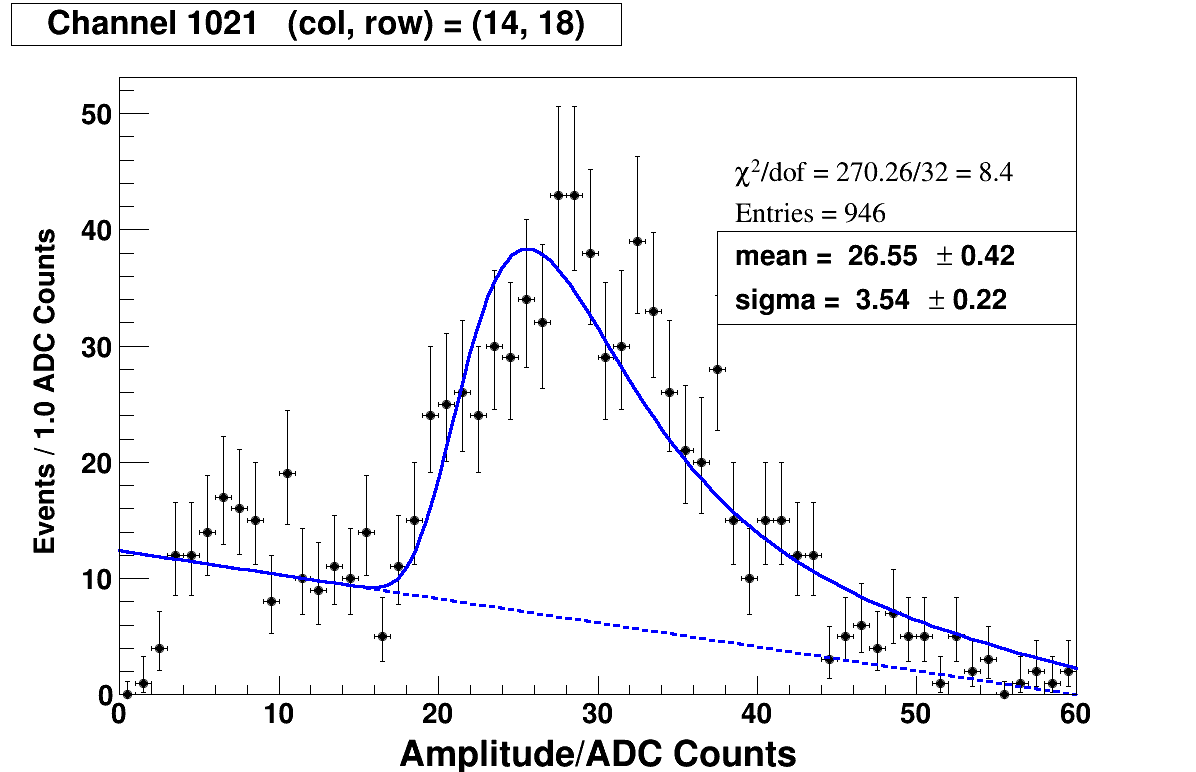 Channel 1021 (col, row) = (14, 18)
50
40
30
20
10
0
Events / 1.0 ADC Counts
χ²/dof = 270.26/32 = 8.4
Entries = 946
mean = 26.55 ± 0.42
sigma = 3.54 ± 0.22
0 10 20 30 40 50 60
Amplitude/ADC Counts